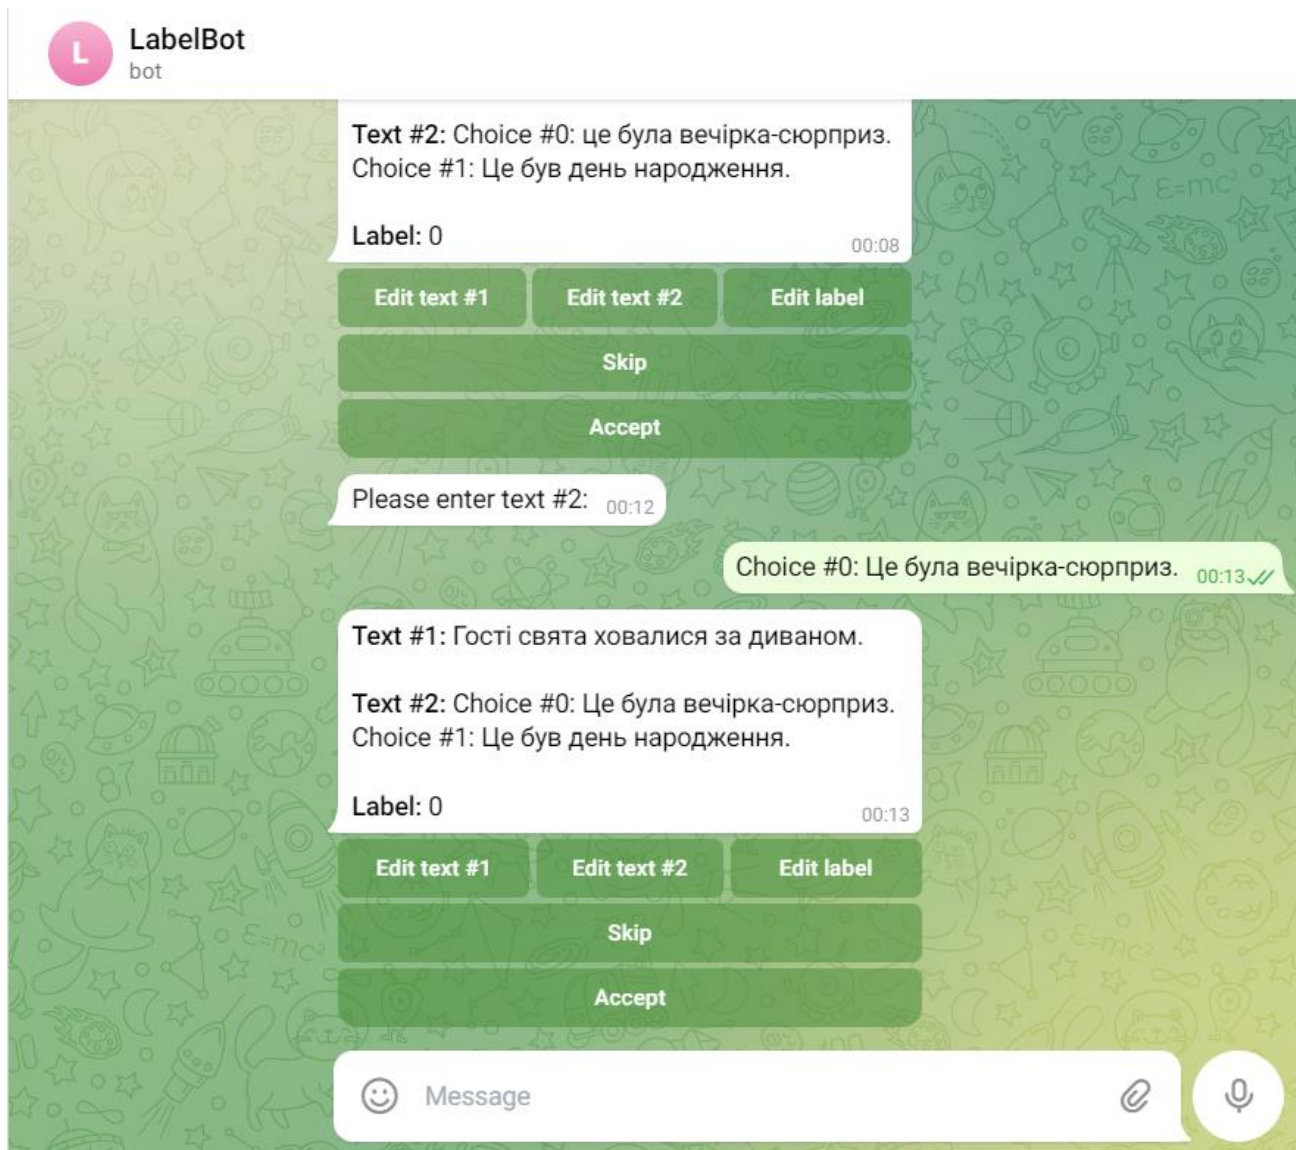 L
LabelBot
bot
Text #2: Choice #0: це була вечірка-сюрприз.
Choice #1: Це був день народження.
Label: 0
00:08
Edit text #1 Edit text #2 Edit label
Skip
Accept
Please enter text #2: 00:12
Choice #0: Це була вечірка-сюрприз. 00:13
Text #1: Гості свята ховалися за диваном.
Text #2: Choice #0: Це була вечірка-сюрприз.
Choice #1: Це був день народження.
Label: 0
00:13
Edit text #1 Edit text #2 Edit label
Skip
Accept
Message